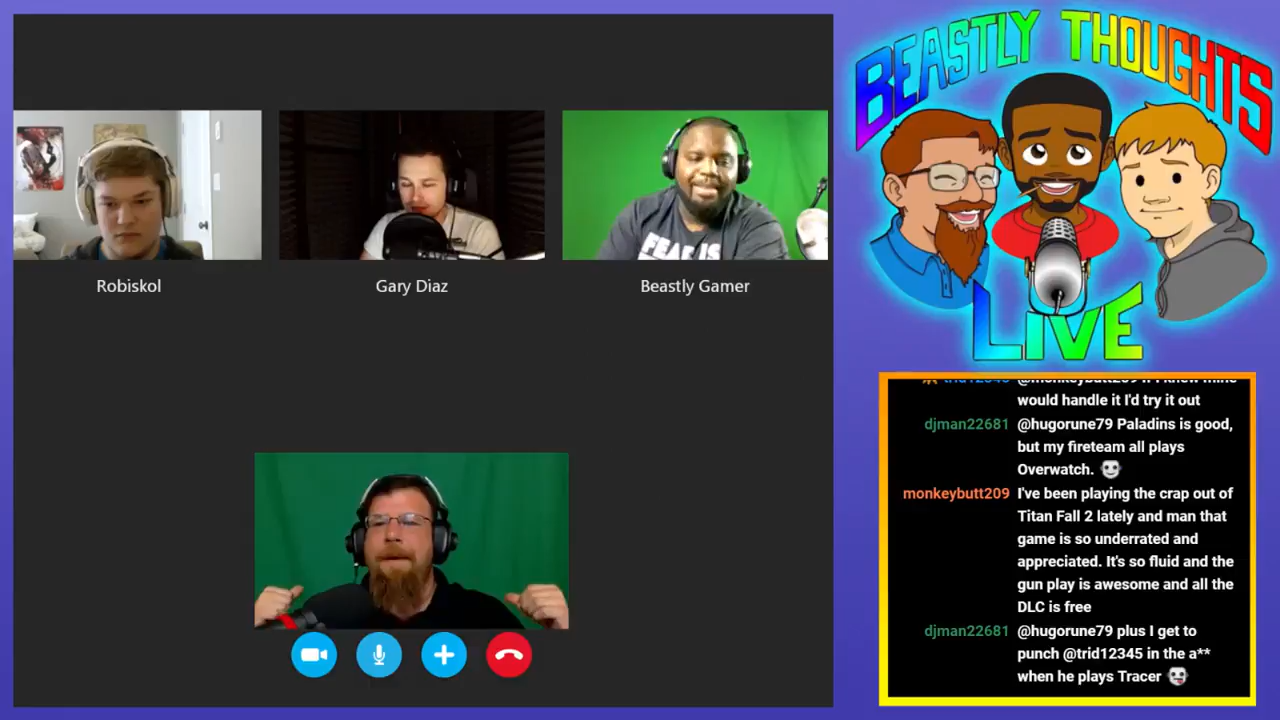 BEASTLY THOUGHTS
LIVE
FEAR IS
Robiskol
Gary Diaz
Beastly Gamer
would handle it I'd try it out
djman22681 @hugorune79 Paladins is good,
but my fireteam all plays
Overwatch.
monkeybutt209 I've been playing the crap out of
Titan Fall 2 lately and man that
game is so underrated and
appreciated. It's so fluid and the
gun play is awesome and all the
DLC is free
djman22681 @hugorune79 plus I get to
punch @trid12345 in the a**
when he plays Tracer